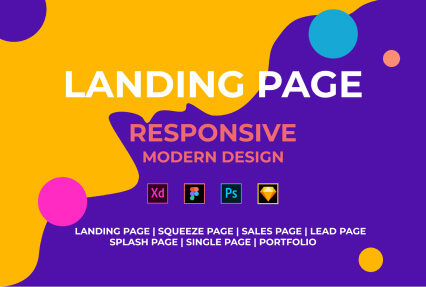 LANDING PAGE
RESPONSIVE
MODERN DESIGN
Xd Ps
LANDING PAGE | SQUEEZE PAGE | SALES PAGE | LEAD PAGE
SPLASH PAGE | SINGLE PAGE | PORTFOLIO